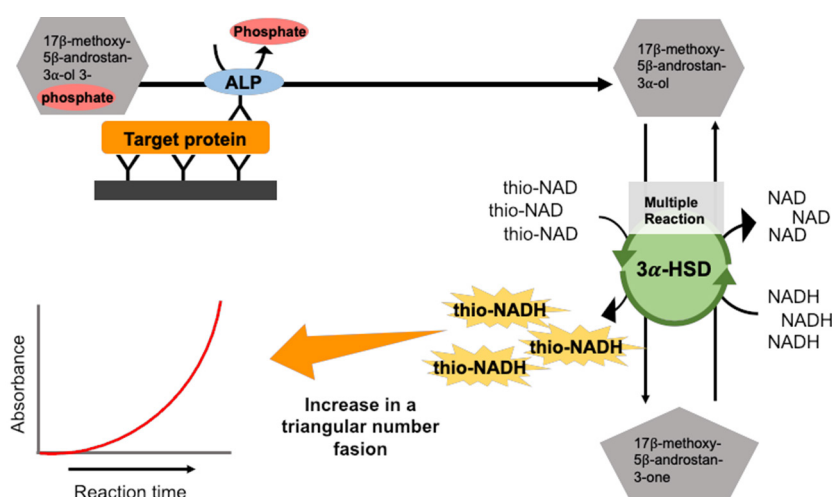 17β-methoxy-
5β-androstan-
3α-ol 3-
phosphate
Phosphate
ALP
Target protein
17β-methoxy-
5β-androstan-
3α-ol
thio-NAD
thio-NAD
thio-NAD
Multiple
Reaction
3α-HSD
NAD
NAD
NAD
NADH
NADH
NADH
thio-NADH
thio-NADH
thio-NADH
Increase in a
triangular number
fasion
Absorbance
Reaction time
17β-methoxy-
5β-androstan-
3-one